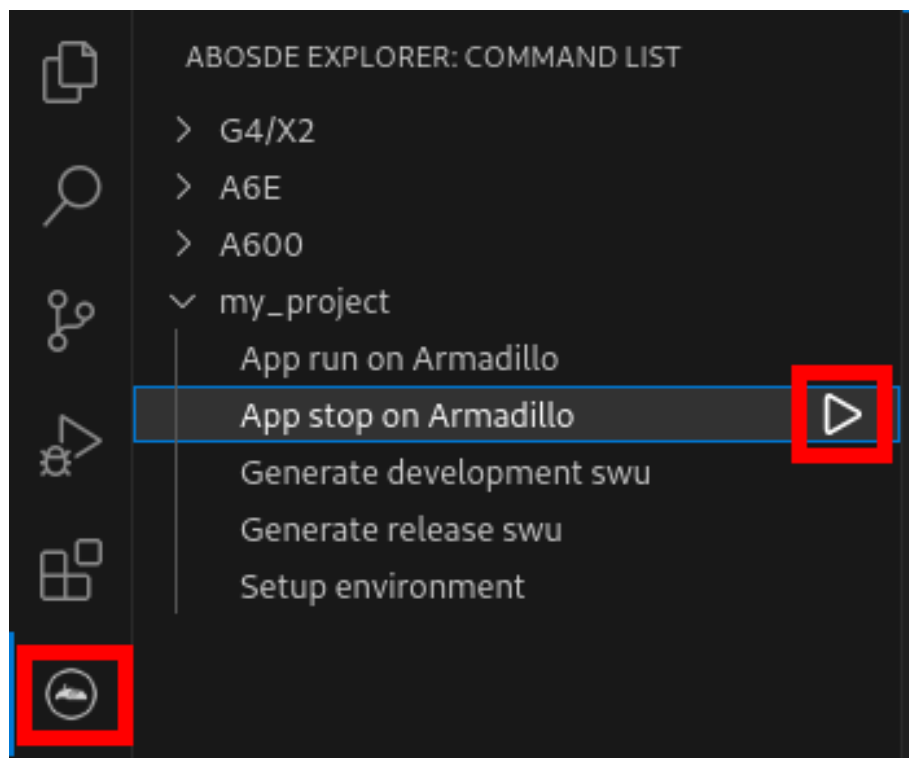 ABOSDE EXPLORER: COMMAND LIST
G4/X2
A6E
A600
my_project
App run on Armadillo
App stop on Armadillo
Generate development swu
Generate release swu
Setup environment